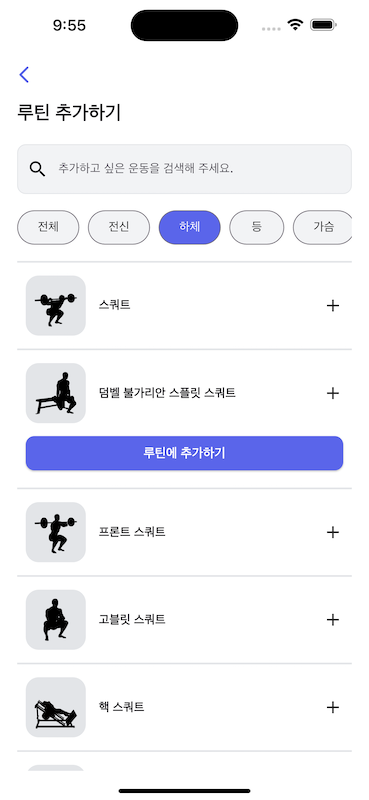 9:55
루틴 추가하기
추가하고 싶은 운동을 검색해 주세요.
전체 전신 하체 등 가슴
스쿼트
덤벨 불가리안 스플릿 스쿼트
루틴에 추가하기
프론트 스쿼트
고블릿 스쿼트
핵 스쿼트